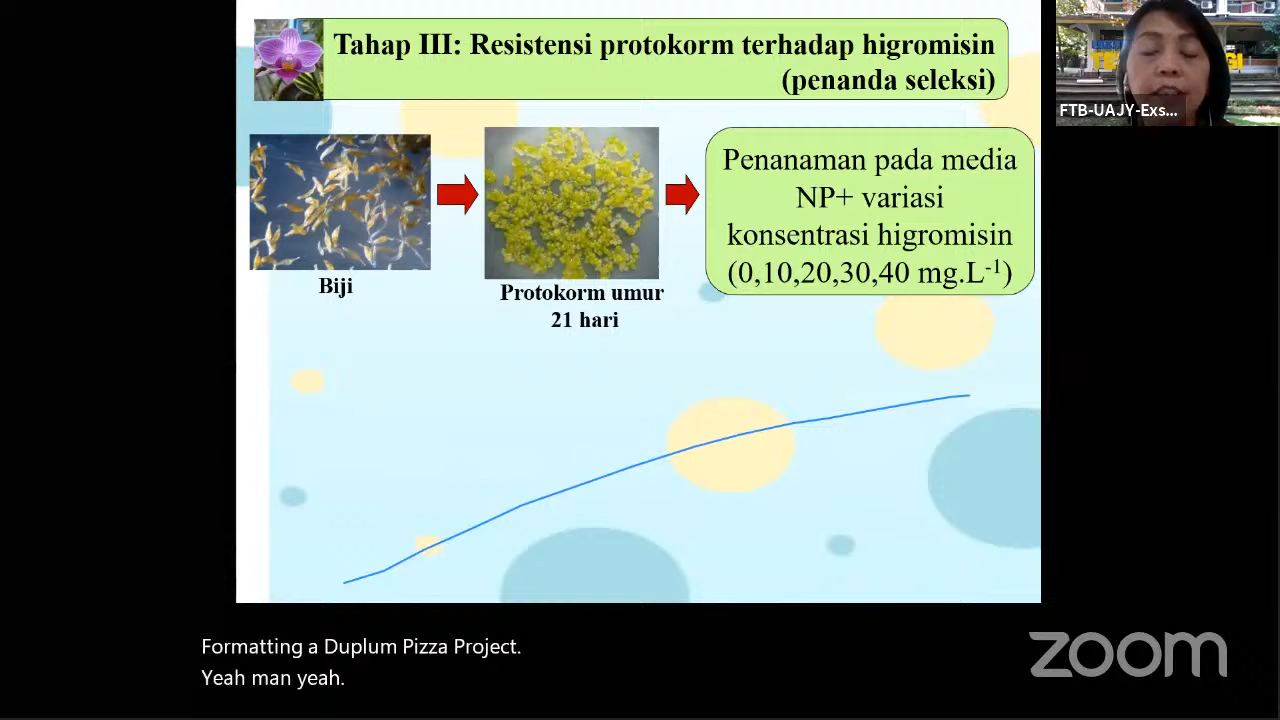 Tahap III: Resistensi protokorm terhadap higromisin
(penanda seleksi)
FTB-UAJY-Exs...
Biji
Protokorm umur
21 hari
Penanaman pada media
NP+ variasi
konsentrasi higromisin
(0,10,20,30,40 mg.L⁻¹)
Formatting a Duplum Pizza Project.
Yeah man yeah.
zoom